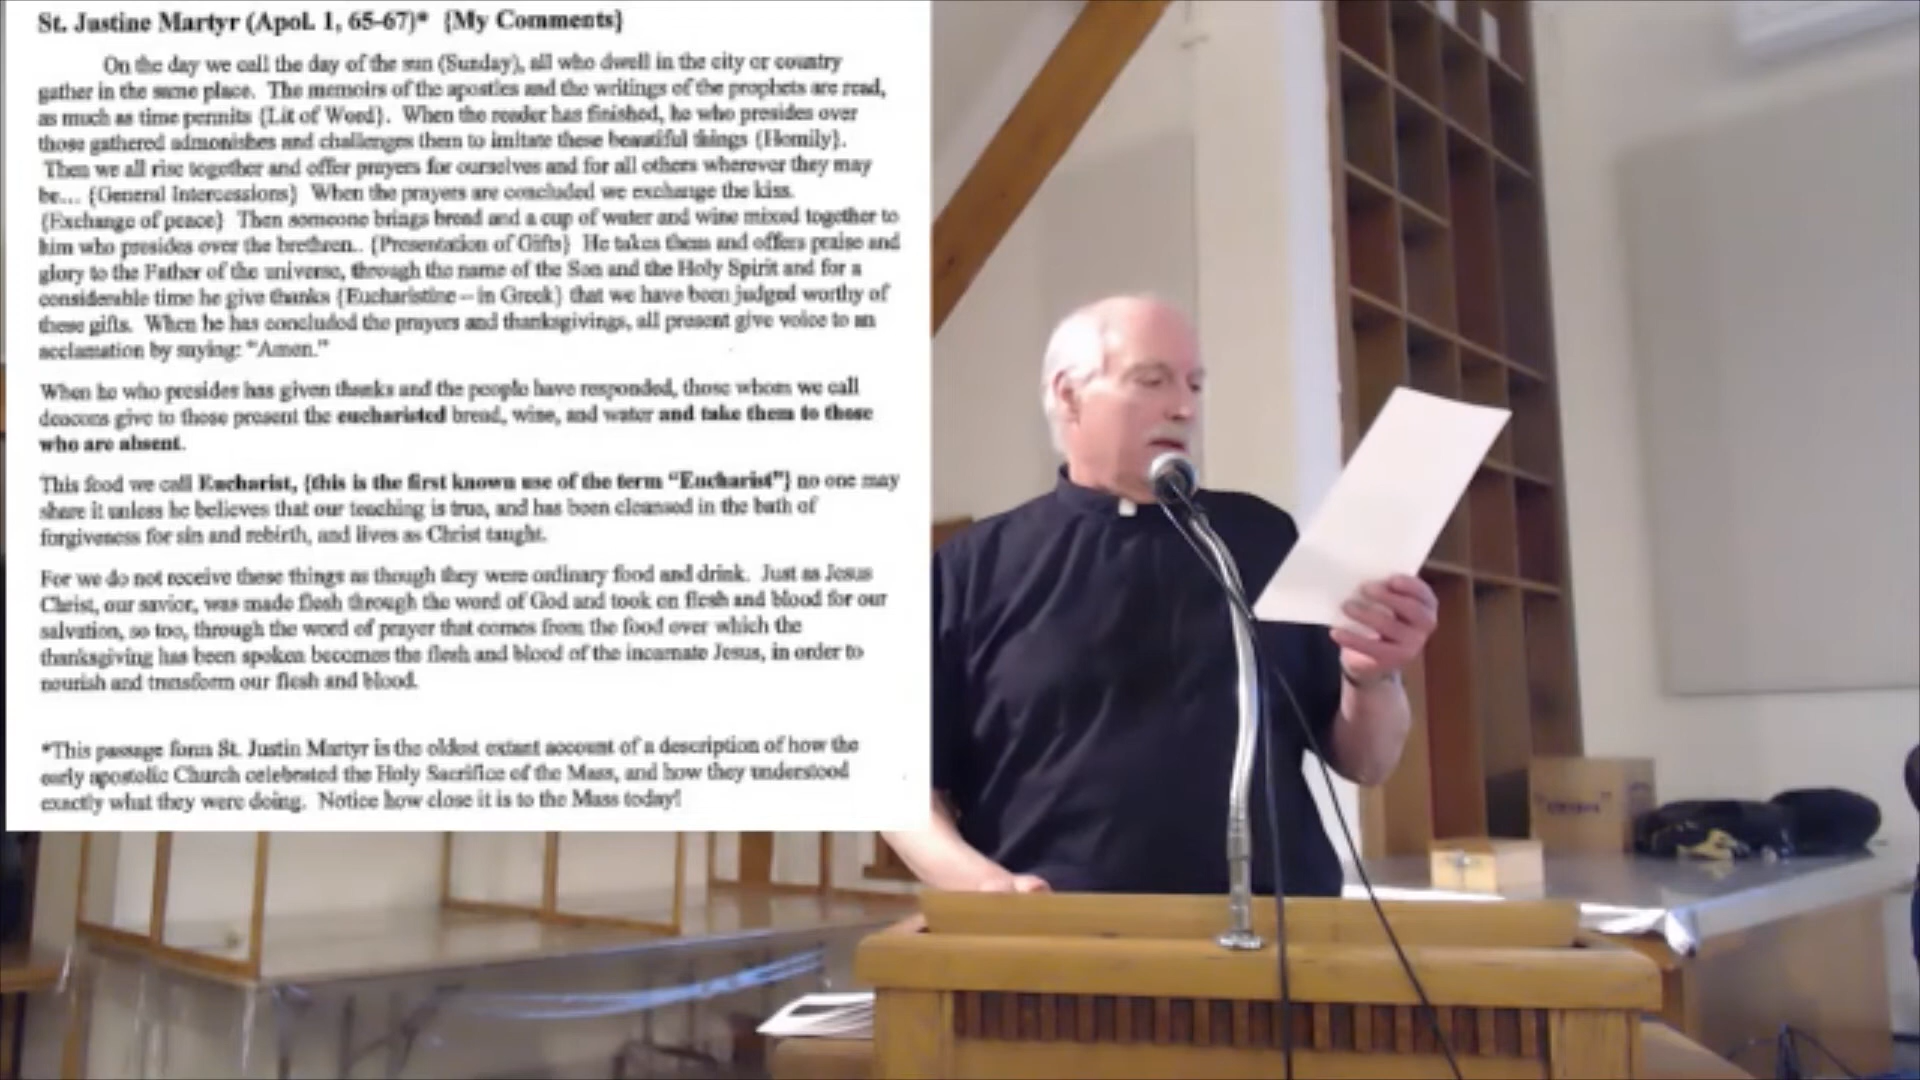 St. Justine Martyr (Apol. 1, 65-67)* {My Comments}
On the day we call the day of the sun (Sunday), all who dwell in the city or country
gather in the same place. The memoirs of the apostles and the writings of the prophets are read,
as much as time permits {Lit of Word}. When the reader has finished, he who presides over
those gathered admonishes and challenges them to imitate these beautiful things {Homily}.
Then we all rise together and offer prayers for ourselves and for all others wherever they may
be... {General Intercessions} When the prayers are concluded we exchange the kiss.
{Exchange of peace} Then someone brings bread and a cup of water and wine mixed together to
him who presides over the brethren.. {Presentation of Gifts} He takes them and offers praise and
glory to the Father of the universe, through the name of the Son and the Holy Spirit and for a
considerable time he give thanks {Eucharistine – in Greek} that we have been judged worthy of
these gifts. When he has concluded the prayers and thanksgivings, all present give voice to an
acclamation by saying: "Amen."
When he who presides has given thanks and the people have responded, those whom we call
deacons give to those present the eucharisted bread, wine, and water and take them to those
who are absent.
This food we call Eucharist, {this is the first known use of the term "Eucharist"} no one may
share it unless he believes that our teaching is true, and has been cleansed in the bath of
forgiveness for sin and rebirth, and lives as Christ taught.
For we do not receive these things as though they were ordinary food and drink. Just as Jesus
Christ, our savior, was made flesh through the word of God and took on flesh and blood for our
salvation, so too, through the word of prayer that comes from the food over which the
thanksgiving has been spoken becomes the flesh and blood of the incarnate Jesus, in order to
nourish and transform our flesh and blood.
*This passage form St. Justin Martyr is the oldest extant account of a description of how the
early apostolic Church celebrated the Holy Sacrifice of the Mass, and how they understood
exactly what they were doing. Notice how close it is to the Mass today!